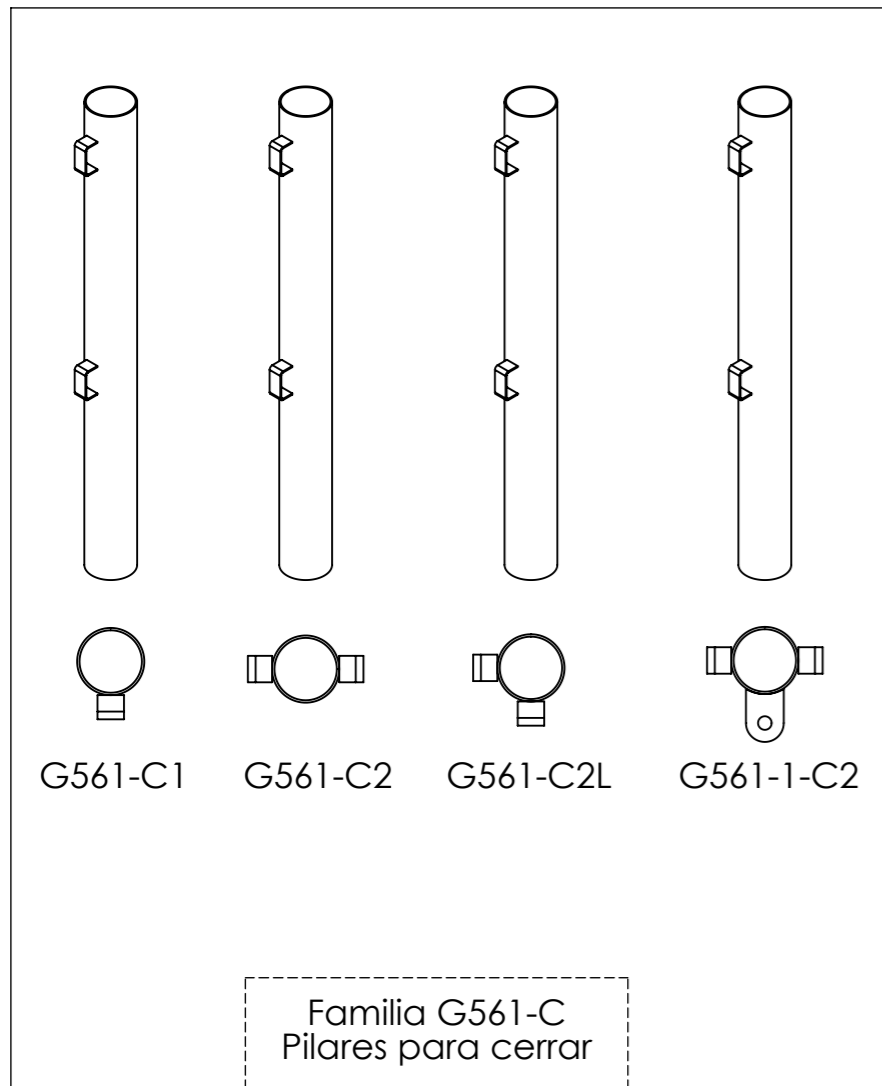 G561-C1
G561-C2
G561-C2L
G561-1-C2
Familia G561-C
Pilares para cerrar